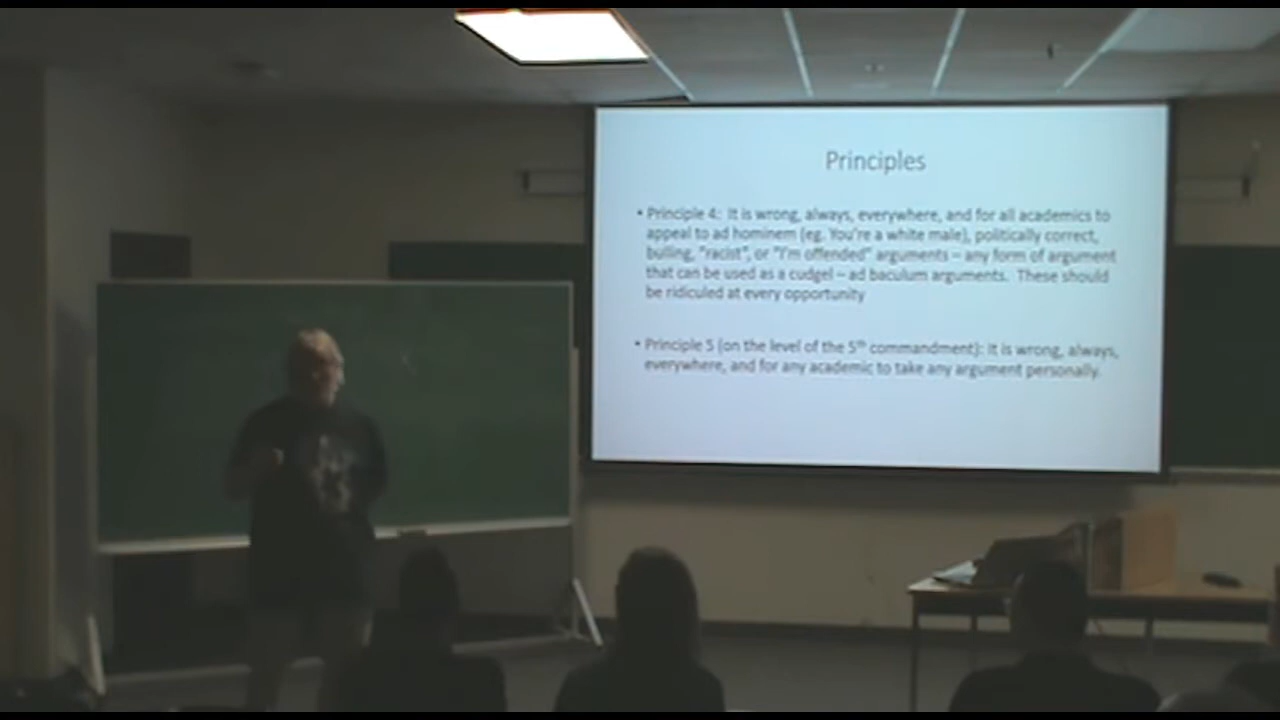 Principles
• Principle 4: It is wrong, always, everywhere, and for all academics to
appeal to ad hominem (eg. You're a white male), politically correct,
bulling, "racist", or "I'm offended" arguments – any form of argument
that can be used as a cudgel – ad baculum arguments. These should
be ridiculed at every opportunity
• Principle 5 (on the level of the 5th commandment): It is wrong, always,
everywhere, and for any academic to take any argument personally.